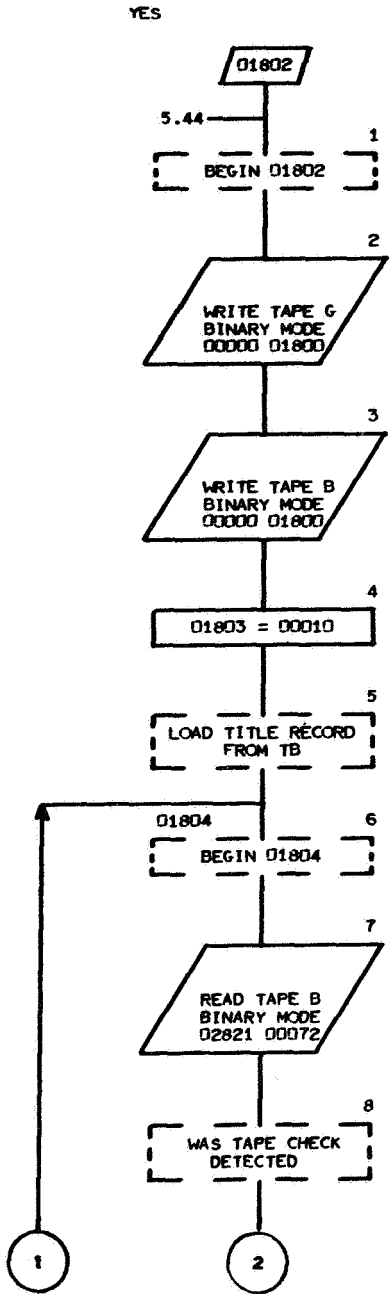 YES
01802
5.44
1
BEGIN 01802
2
WRITE TAPE G
BINARY MODE
00000 01800
3
WRITE TAPE B
BINARY MODE
00000 01800
4
01803 = 00010
5
LOAD TITLE RECORD
FROM TB
01804
6
BEGIN 01804
7
READ TAPE B
BINARY MODE
02821 00072
8
WAS TAPE CHECK
DETECTED
1
2